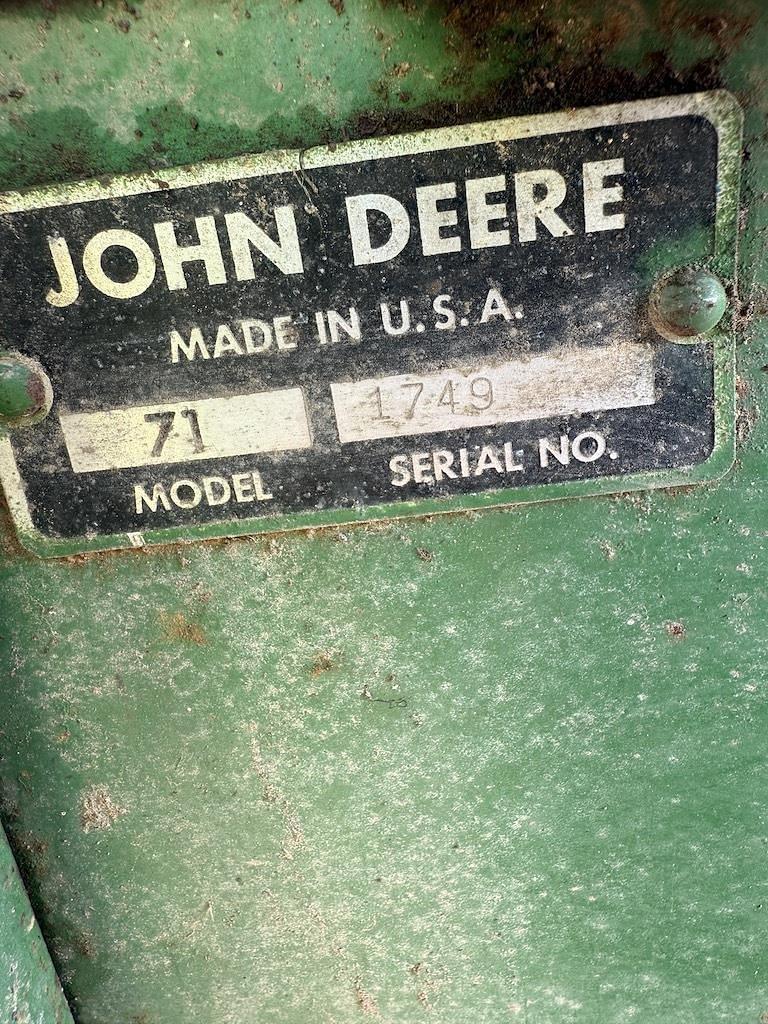 JOHN DEERE
MADE IN U.S.A.
71 1749
MODEL SERIAL NO.